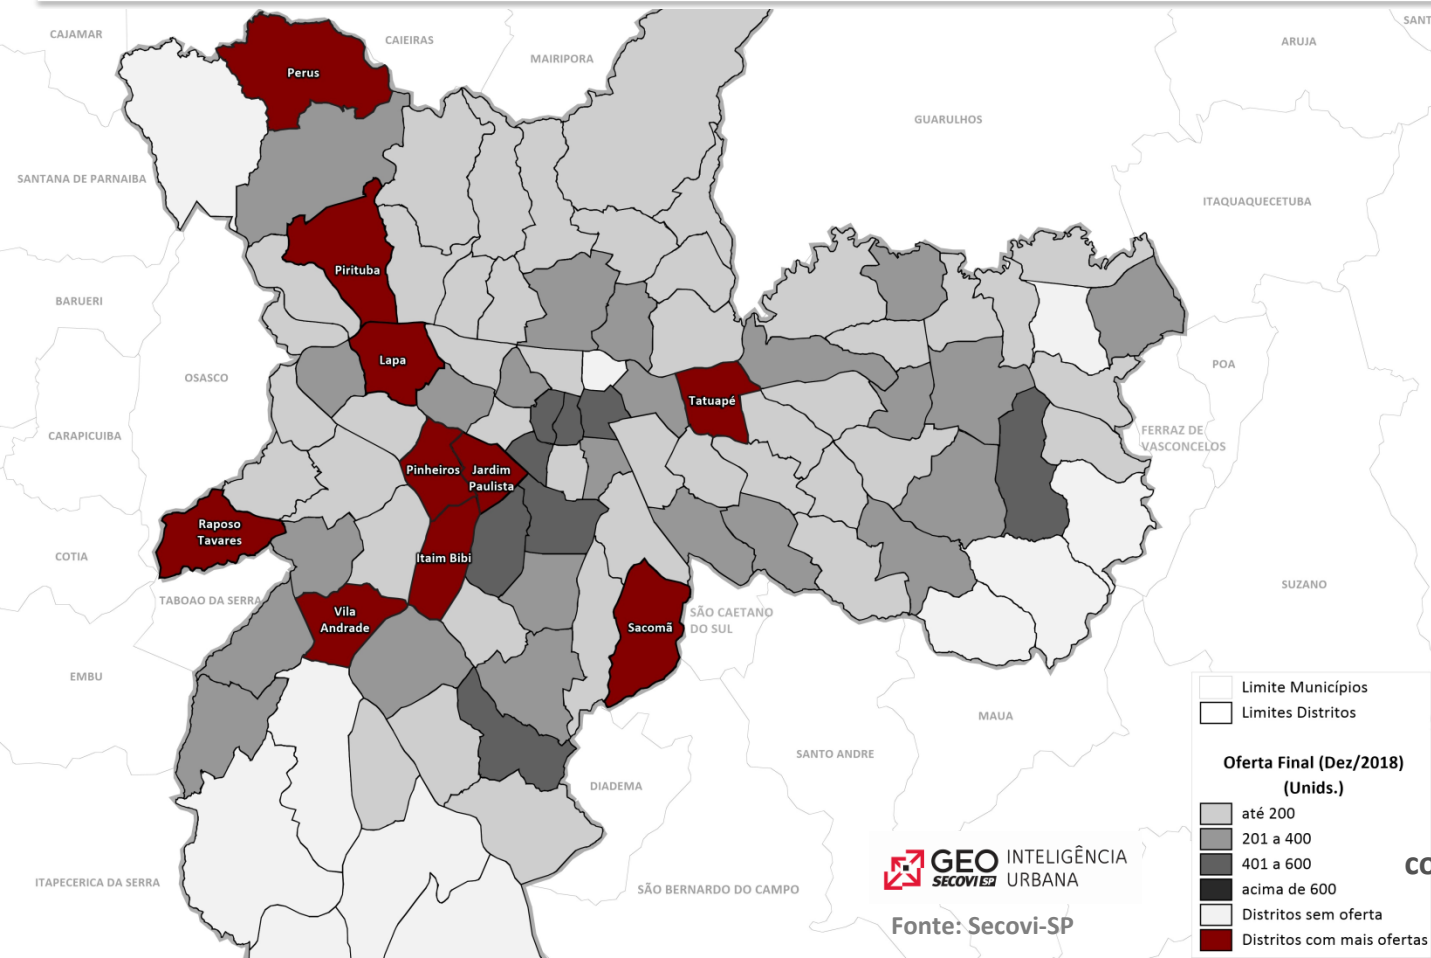 CAJAMAR
CAIEIRAS
MAIRIPORA
ARUJA
SANT
Perus
GUARULHOS
SANTANA DE PARNAIBA
ITAQUAQUECETUBA
Pirituba
BARUERI
Lapa
POA
OSASCO
Tatuapé
CARAPICUIBA
FERRAZ DE
VASCONCELOS
Pinheiros
Jardim
Paulista
Raposo
Tavares
COTIA
Itaim Bibi
SUZANO
TABOAO DA SERRA
Vila
Andrade
Sacomã
SÃO CAETANO
DO SUL
EMBU
MAUA
SANTO ANDRE
DIADEMA
ITAPECERICA DA SERRA
SÃO BERNARDO DO CAMPO
Limite Municípios
Limites Distritos
Oferta Final (Dez/2018)
(Unids.)
até 200
201 a 400
401 a 600
acima de 600
Distritos sem oferta
Distritos com mais ofertas
GEO
SECOVI SP
INTELIGÊNCIA
URBANA
Fonte: Secovi-SP
co